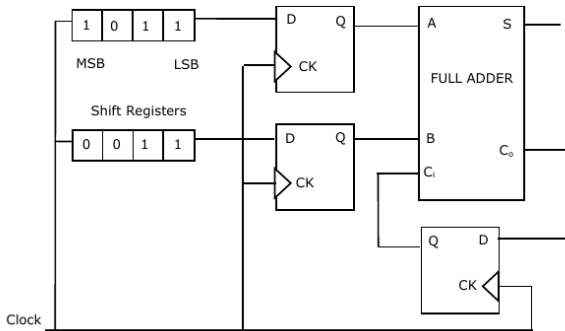 1 0 1 1
MSB LSB
Shift Registers
0 0 1 1
D Q
CK
D Q
CK
A S
FULL ADDER
B
Cₒ
Cᵢ
Q D
CK
Clock